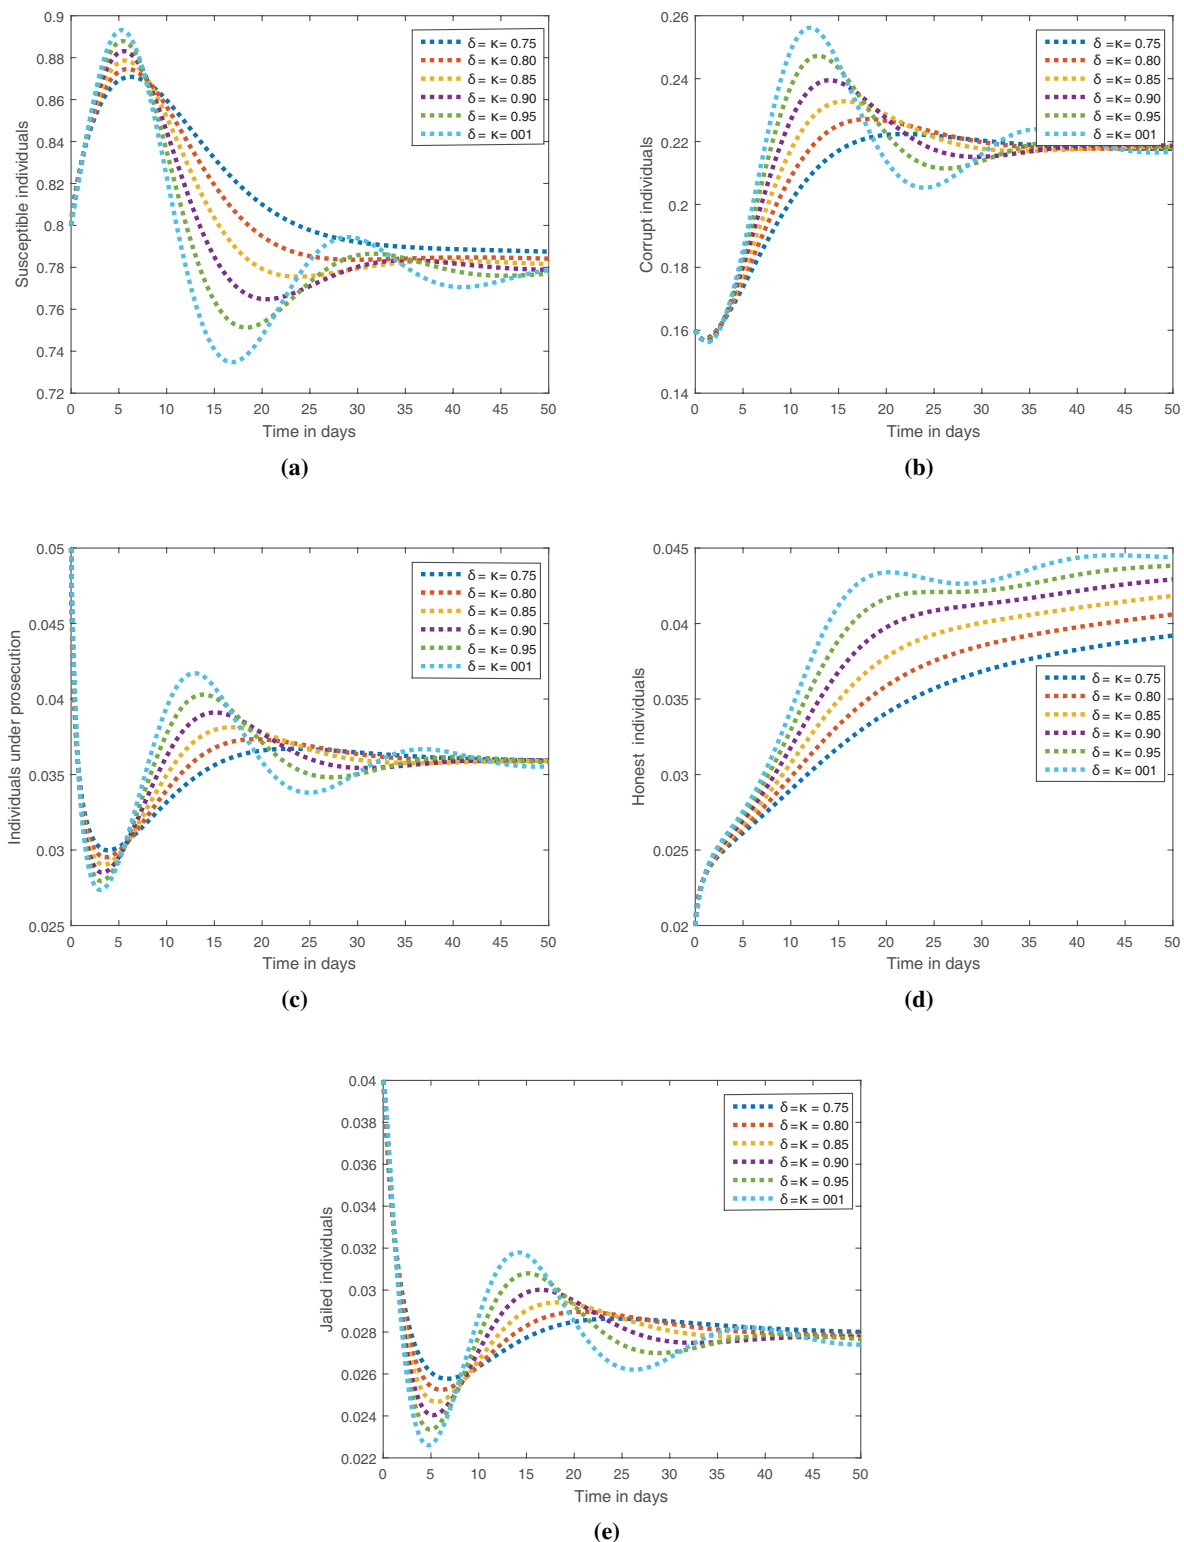 0.9
0.88
0.86
0.84
0.82
0.8
0.78
0.76
0.74
0.72
Susceptible individuals
0 5 10 15 20 25 30 35 40 45 50
Time in days
δ = κ = 0.75
δ = κ = 0.80
δ = κ = 0.85
δ = κ = 0.90
δ = κ = 0.95
δ = κ = 001
(a)
0.26
0.24
0.22
0.2
0.18
0.16
0.14
Corrupt individuals
0 5 10 15 20 25 30 35 40 45 50
Time in days
δ = κ = 0.75
δ = κ = 0.80
δ = κ = 0.85
δ = κ = 0.90
δ = κ = 0.95
δ = κ = 001
(b)
0.05
0.045
0.04
0.035
0.03
0.025
Individuals under prosecution
0 5 10 15 20 25 30 35 40 45 50
Time in days
δ = κ = 0.75
δ = κ = 0.80
δ = κ = 0.85
δ = κ = 0.90
δ = κ = 0.95
δ = κ = 001
(c)
0.045
0.04
0.035
0.03
0.025
0.02
Honest individuals
0 5 10 15 20 25 30 35 40 45 50
Time in days
δ = κ = 0.75
δ = κ = 0.80
δ = κ = 0.85
δ = κ = 0.90
δ = κ = 0.95
δ = κ = 001
(d)
0.04
0.038
0.036
0.034
0.032
0.03
0.028
0.026
0.024
0.022
Jailed individuals
0 5 10 15 20 25 30 35 40 45 50
Time in days
δ = κ = 0.75
δ = κ = 0.80
δ = κ = 0.85
δ = κ = 0.90
δ = κ = 0.95
δ = κ = 001
(e)